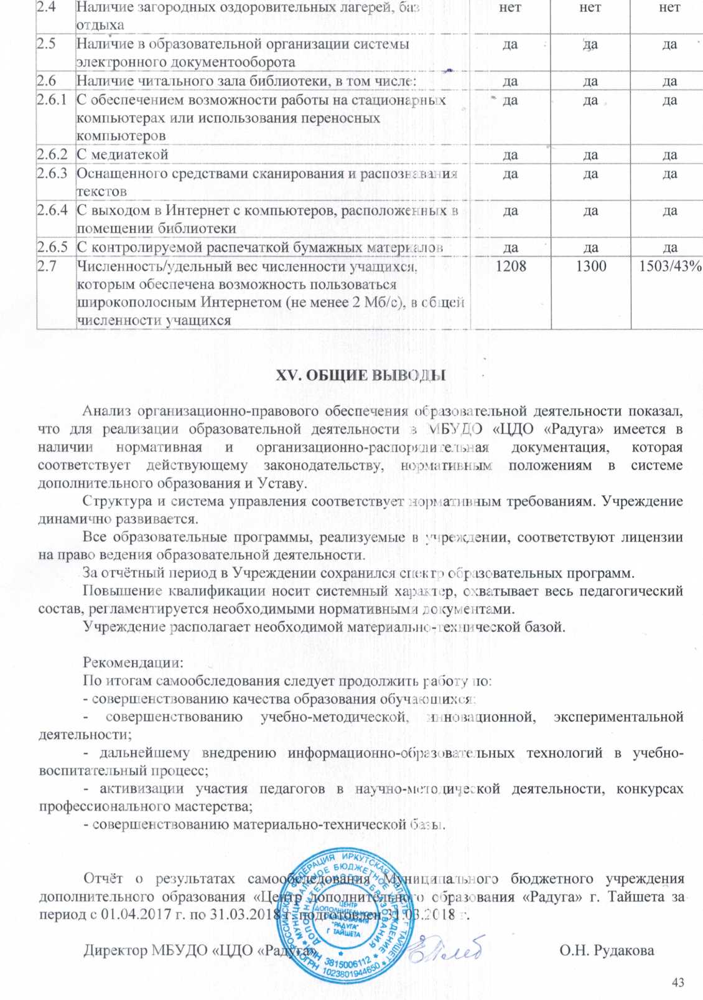 2.4 Наличие загородных оздоровительных лагерей, баз нет нет нет
отдыха
2.5 Наличие в образовательной организации системы да да да
электронного документооборота
2.6 Наличие читального зала библиотеки, в том числе: да да да
2.6.1 С обеспечением возможности работы на стационарных да да да
компьютерах или использования переносных
компьютеров
2.6.2 С медиатекой да да да
2.6.3 Оснащенного средствами сканирования и распознавания да да да
текстов
2.6.4 С выходом в Интернет с компьютеров, расположенных в да да да
помещении библиотеки
2.6.5 С контролируемой распечаткой бумажных материалов да да да
2.7 Численность/удельный вес численности учащихся, 1208 1300 1503/43%
которым обеспечена возможность пользоваться
широкополосным Интернетом (не менее 2 Мб/с), в общей
численности учащихся
XV. ОБЩИЕ ВЫВОДЫ
Анализ организационно-правового обеспечения образовательной деятельности показал,
что для реализации образовательной деятельности в МБУДО «ЦДО «Радуга» имеется в
наличии нормативная и организационно-распорядительная документация, которая
соответствует действующему законодательству, нормативным положениям в системе
дополнительного образования и Уставу.
Структура и система управления соответствует нормативным требованиям. Учреждение
динамично развивается.
Все образовательные программы, реализуемые в учреждении, соответствуют лицензии
на право ведения образовательной деятельности.
За отчётный период в Учреждении сохранился спектр образовательных программ.
Повышение квалификации носит системный характер, охватывает весь педагогический
состав, регламентируется необходимыми нормативными документами.
Учреждение располагает необходимой материально-технической базой.
Рекомендации:
По итогам самообследования следует продолжить работу по:
- совершенствованию качества образования обучающихся;
- совершенствованию учебно-методической, инновационной, экспериментальной
деятельности;
- дальнейшему внедрению информационно-образовательных технологий в учебно-
воспитательный процесс;
- активизации участия педагогов в научно-методической деятельности, конкурсах
профессионального мастерства;
- совершенствованию материально-технической базы.
Отчёт о результатах самообследования Муниципального бюджетного учреждения
дополнительного образования «Центр дополнительного образования «Радуга» г. Тайшета за
период с 01.04.2017 г. по 31.03.2018 г. подготовлен 31.03.2018 г.
Директор МБУДО «ЦДО «Радуга» О.Н. Рудакова
РОССИЙСКАЯ ФЕДЕРАЦИЯ ИРКУТСКАЯ ОБЛАСТЬ Г ТАЙШЕТ
ОГРН 1023801944650
МУНИЦИПАЛЬНОЕ БЮДЖЕТНОЕ УЧРЕЖДЕНИЕ
ИНН 3815006112
ДОПОЛНИТЕЛЬНОГО ОБРАЗОВАНИЯ
ЦЕНТР
ДОПОЛНИТЕЛЬНОГО
ОБРАЗОВАНИЯ
"РАДУГА"
Г ТАЙШЕТА
43